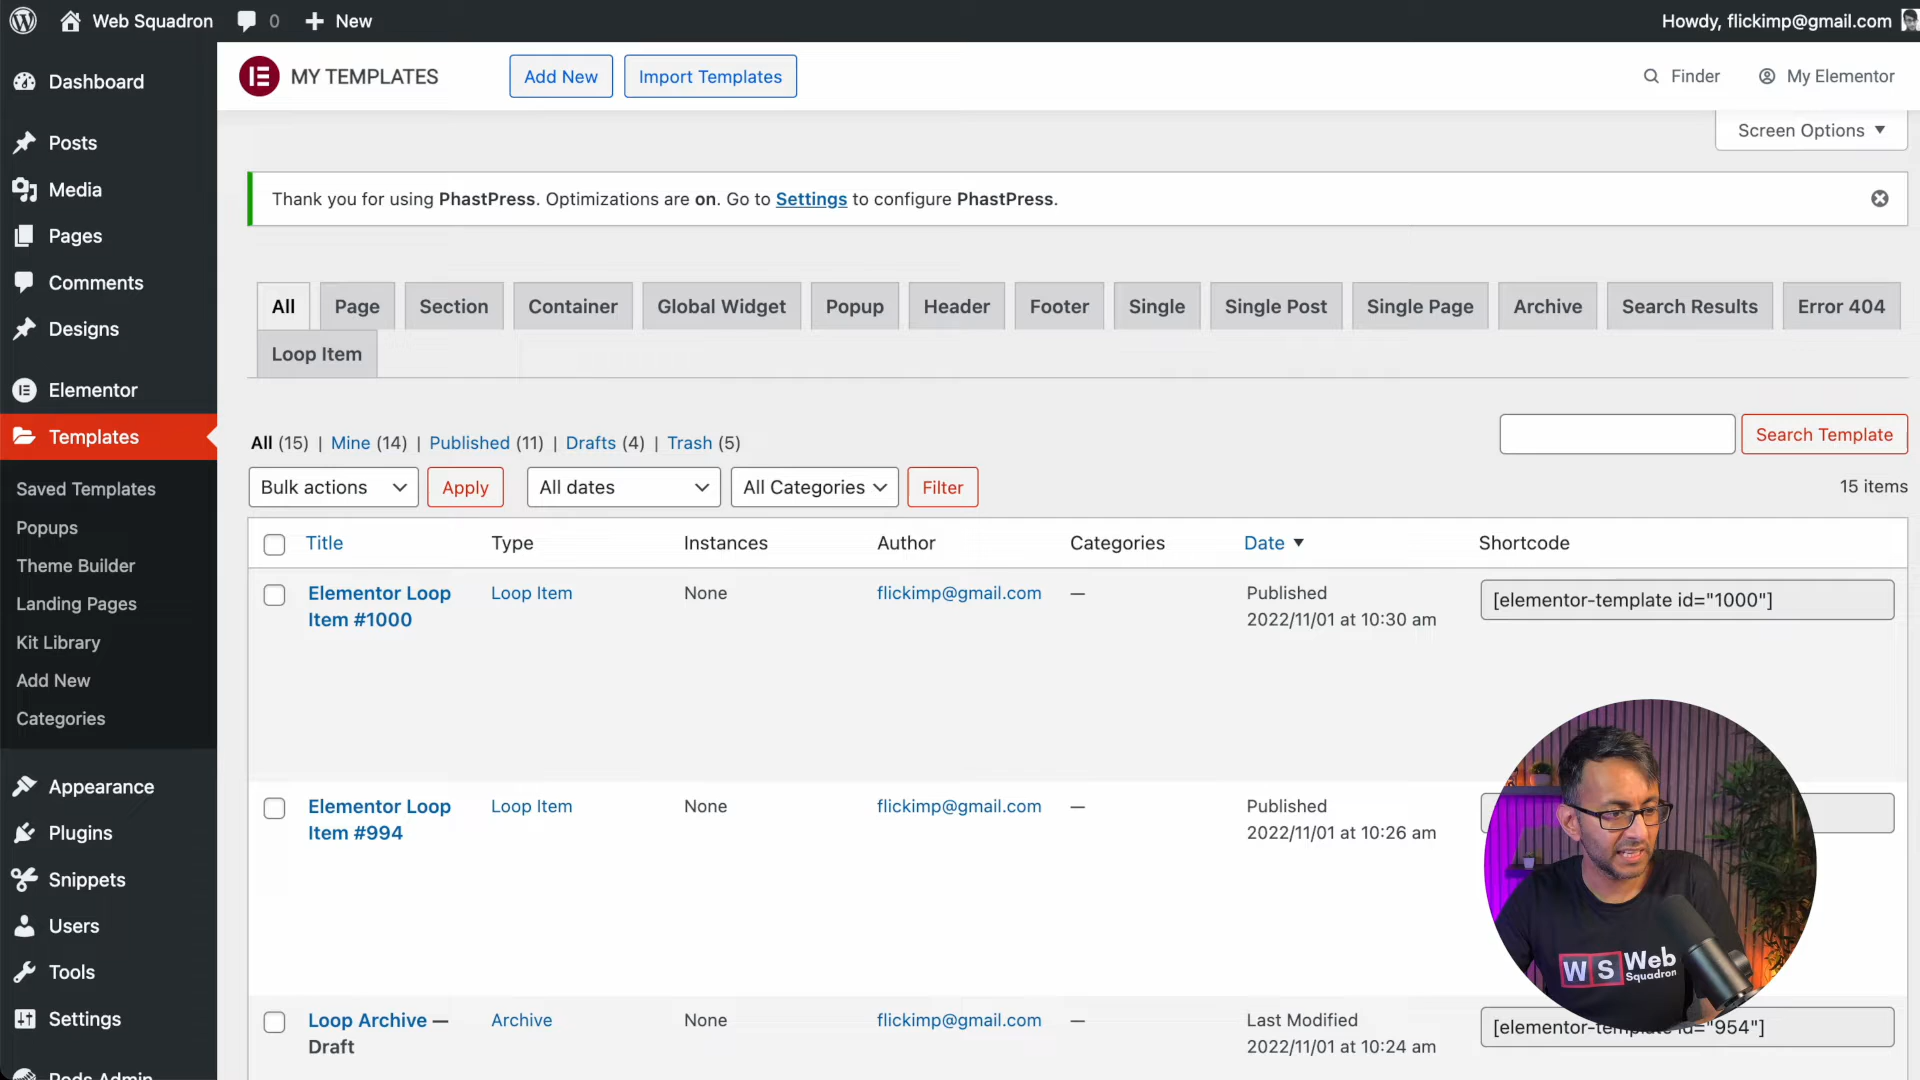 Web Squadron 0 New Howdy, flickimp@gmail.com
MY TEMPLATES Add New Import Templates Finder My Elementor
Screen Options
Thank you for using PhastPress. Optimizations are on. Go to Settings to configure PhastPress.
Dashboard
Posts
Media
Pages
Comments
Designs
Elementor
Templates
Saved Templates
Popups
Theme Builder
Landing Pages
Kit Library
Add New
Categories
Appearance
Plugins
Snippets
Users
Tools
Settings
Pods Admin
All Page Section Container Global Widget Popup Header Footer Single Single Post Single Page Archive Search Results Error 404
Loop Item
All (15) | Mine (14) | Published (11) | Drafts (4) | Trash (5)
Search Template
Bulk actions Apply All dates All Categories Filter 15 items
Title Type Instances Author Categories Date Shortcode
Elementor Loop Loop Item None flickimp@gmail.com — Published [elementor-template id="1000"]
Item #1000 2022/11/01 at 10:30 am
Elementor Loop Loop Item None flickimp@gmail.com — Published
Item #994 2022/11/01 at 10:26 am
Loop Archive — Archive None flickimp@gmail.com — Last Modified [elementor-template id="954"]
Draft 2022/11/01 at 10:24 am
WS Web
Squadron